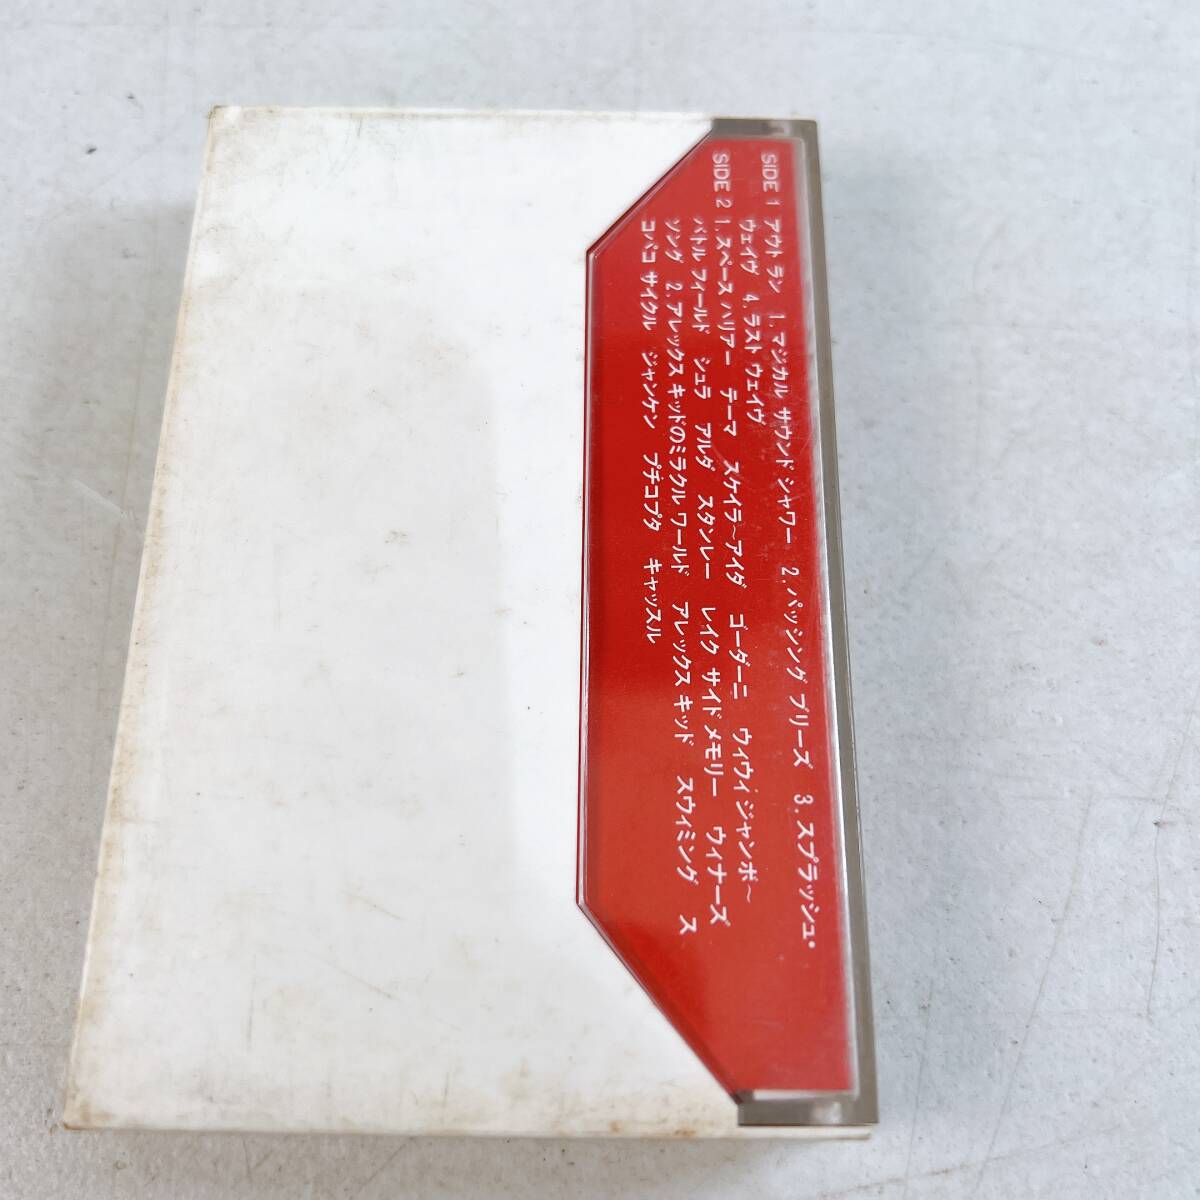 SIDE 1 アウト ラン 1. マジカル サウンド シャワー 2. パッシング ブリーズ 3. スプラッシュ・
ウェイヴ 4. ラスト ウェイヴ
SIDE 2 1. スペース ハリアー テーマ スケイラ〜アイダ ゴーダーニ ウィウィ ジャンボ〜
バトル フィールド シュラ アルダ スタンレー レイク サイド メモリー ウィナーズ
ソング 2. アレックス キッドのミラクル ワールド アレックス キッド スウィミング ス
コパコ サイクル ジャンケン プチコプタ キャッスル